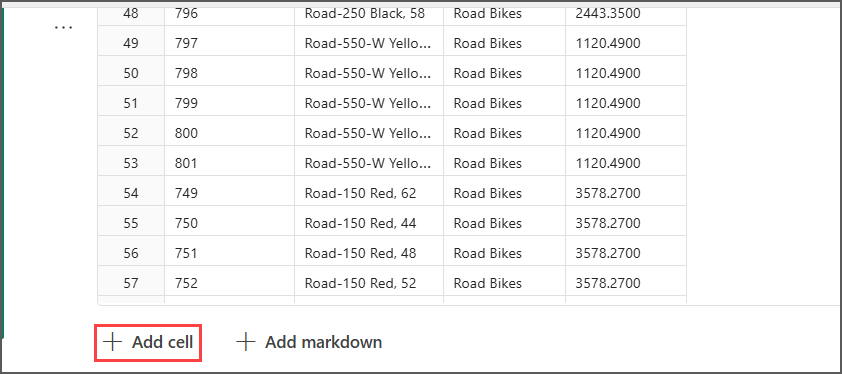 48 796 Road-250 Black, 58 Road Bikes 2443.3500
...
49 797 Road-550-W Yello... Road Bikes 1120.4900
50 798 Road-550-W Yello... Road Bikes 1120.4900
51 799 Road-550-W Yello... Road Bikes 1120.4900
52 800 Road-550-W Yello... Road Bikes 1120.4900
53 801 Road-550-W Yello... Road Bikes 1120.4900
54 749 Road-150 Red, 62 Road Bikes 3578.2700
55 750 Road-150 Red, 44 Road Bikes 3578.2700
56 751 Road-150 Red, 48 Road Bikes 3578.2700
57 752 Road-150 Red, 52 Road Bikes 3578.2700
+ Add cell + Add markdown